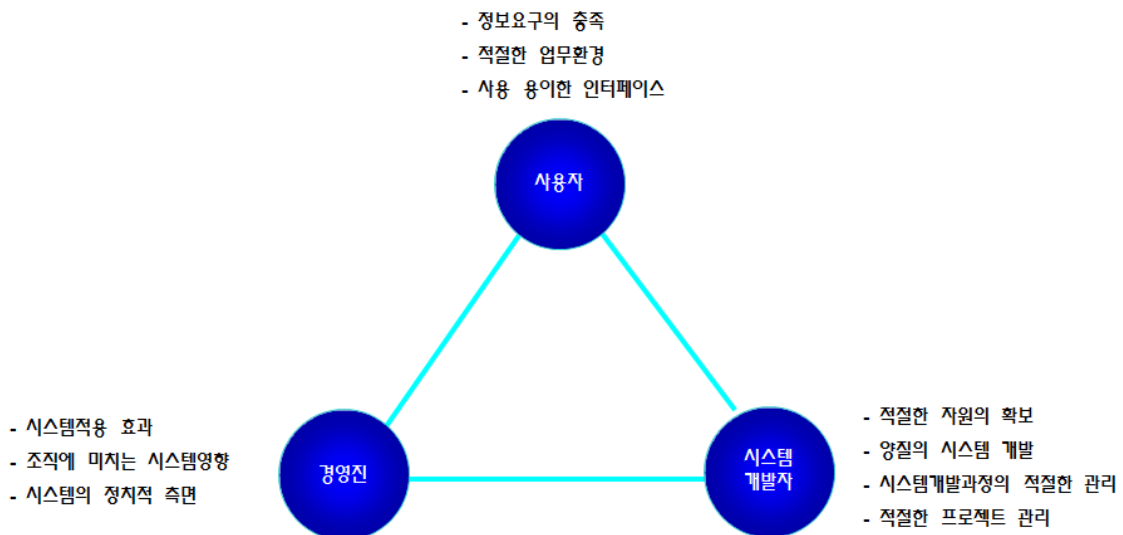 - 정보요구의 충족
- 적절한 업무환경
- 사용 용이한 인터페이스
사용자
- 시스템적용 효과
- 조직에 미치는 시스템영향
- 시스템의 정치적 측면
경영진
시스템
개발자
- 적절한 자원의 확보
- 양질의 시스템 개발
- 시스템개발과정의 적절한 관리
- 적절한 프로젝트 관리